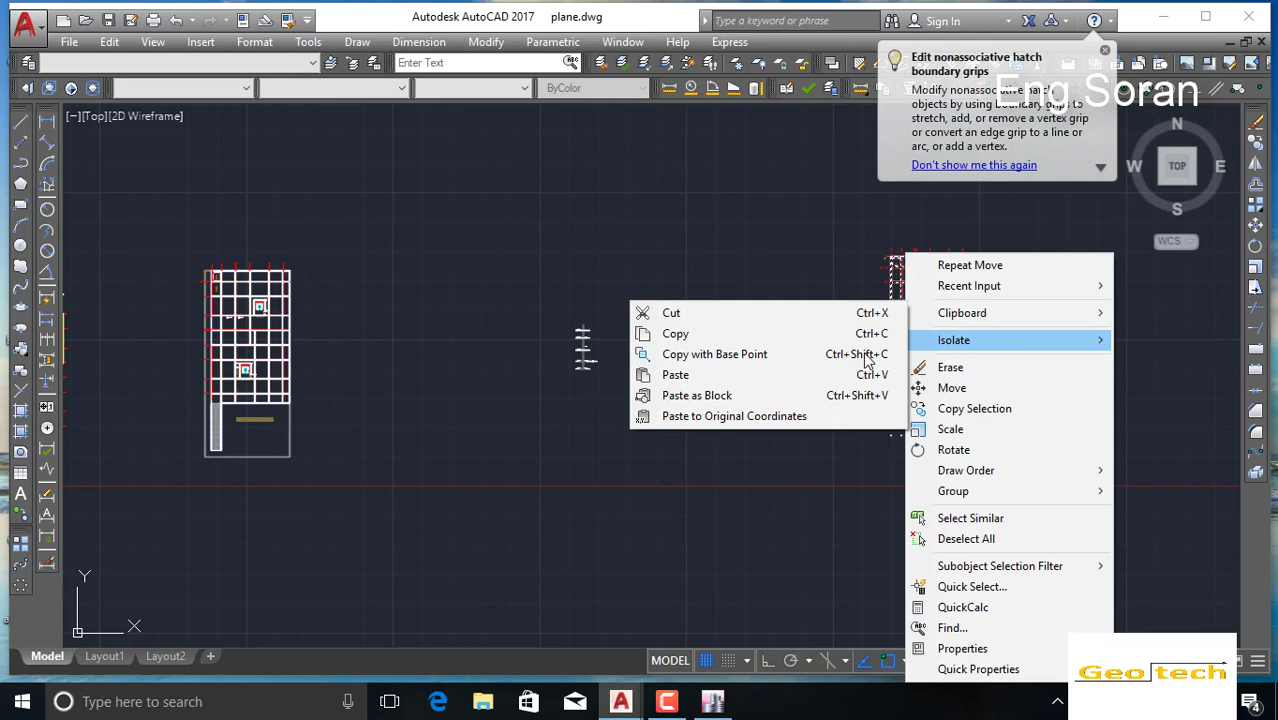 Autodesk AutoCAD 2017 plane.dwg
Type a keyword or phrase
Sign In
File Edit View Insert Format Tools Draw Dimension Modify Parametric Window Help Express
Enter Text
ByColor
Edit nonassociative hatch
boundary grips
Modify nonassociative hatch
objects by using boundary grips to
stretch, add, or remove a vertex grip
or convert an edge grip to a line or
arc, or add a vertex.
Don't show me this again
Eng Soran
[−][Top][2D Wireframe]
N
W TOP E
S
WCS
Cut Ctrl+X
Copy Ctrl+C
Copy with Base Point Ctrl+Shift+C
Paste Ctrl+V
Paste as Block Ctrl+Shift+V
Paste to Original Coordinates
Repeat Move
Recent Input
Clipboard
Isolate
Erase
Move
Copy Selection
Scale
Rotate
Draw Order
Group
Select Similar
Deselect All
Subobject Selection Filter
Quick Select...
QuickCalc
Find...
Properties
Quick Properties
Y
X
Model Layout1 Layout2 +
MODEL
Geotech
Type here to search
4